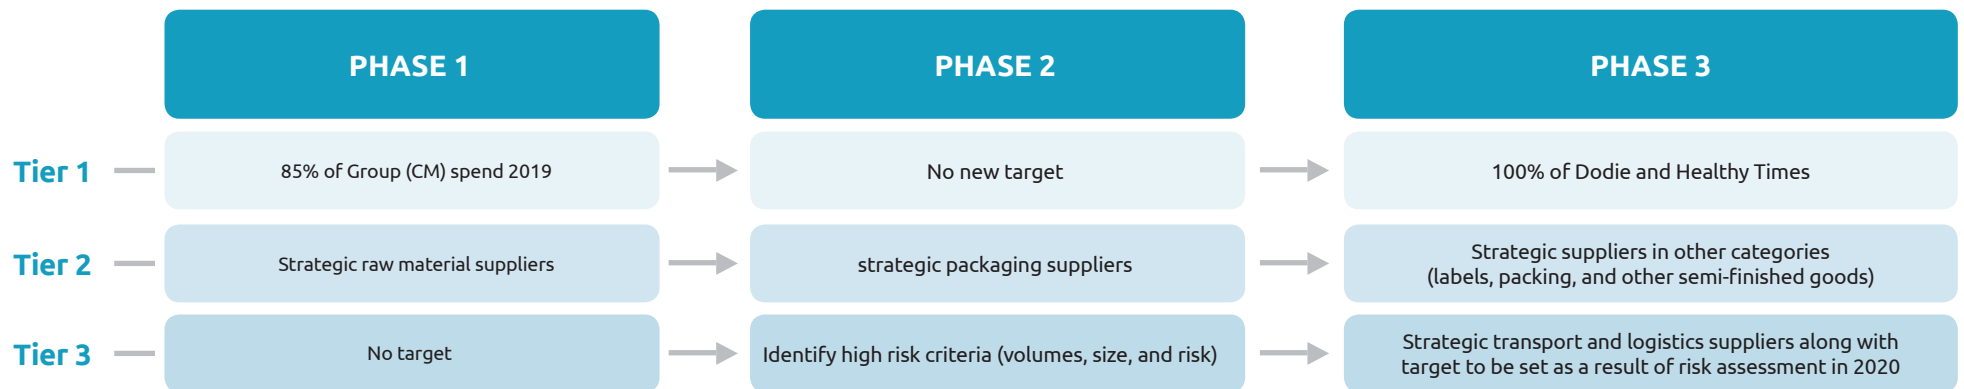 PHASE 1
PHASE 2
PHASE 3
Tier 1
85% of Group (CM) spend 2019
No new target
100% of Dodie and Healthy Times
Tier 2
Strategic raw material suppliers
strategic packaging suppliers
Strategic suppliers in other categories
(labels, packing, and other semi-finished goods)
Tier 3
No target
Identify high risk criteria (volumes, size, and risk)
Strategic transport and logistics suppliers along with
target to be set as a result of risk assessment in 2020